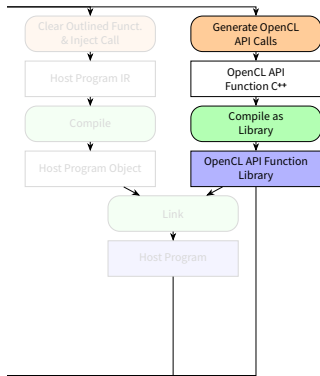 Clear Outlined Funct.
& Inject Call
Host Program IR
Compile
Host Program Object
Generate OpenCL
API Calls
OpenCL API
Function C++
Compile as
Library
OpenCL API Function
Library
Link
Host Program